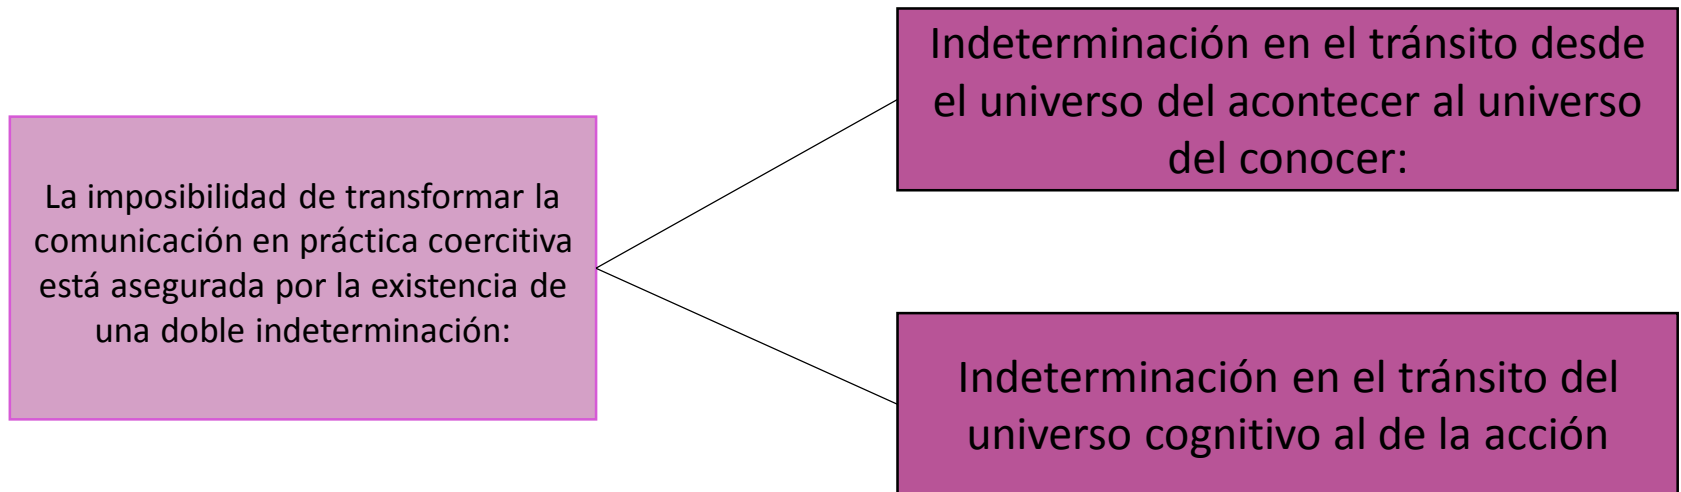 La imposibilidad de transformar la
comunicación en práctica coercitiva
está asegurada por la existencia de
una doble indeterminación:
Indeterminación en el tránsito desde
el universo del acontecer al universo
del conocer:
Indeterminación en el tránsito del
universo cognitivo al de la acción